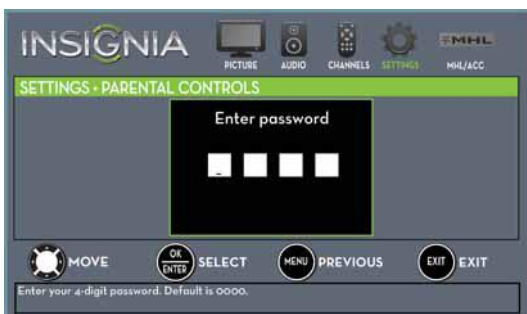 INSIGNIA
PICTURE AUDIO CHANNELS SETTINGS MHL MHL/ACC
SETTINGS • PARENTAL CONTROLS
Enter password
_
MOVE OK ENTER SELECT MENU PREVIOUS EXIT EXIT
Enter your 4-digit password. Default is 0000.